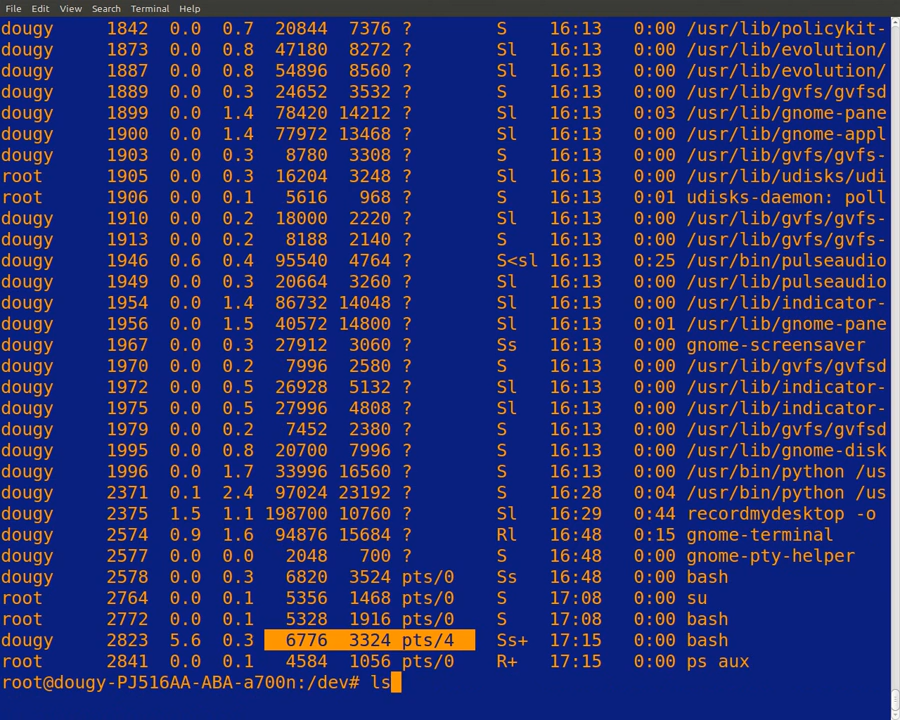 File Edit View Search Terminal Help
dougy 1842 0.0 0.7 20844 7376 ? S 16:13 0:00 /usr/lib/policykit-
dougy 1873 0.0 0.8 47180 8272 ? Sl 16:13 0:00 /usr/lib/evolution/
dougy 1887 0.0 0.8 54896 8560 ? Sl 16:13 0:00 /usr/lib/evolution/
dougy 1889 0.0 0.3 24652 3532 ? S 16:13 0:00 /usr/lib/gvfs/gvfsd
dougy 1899 0.0 1.4 78420 14212 ? Sl 16:13 0:03 /usr/lib/gnome-pane
dougy 1900 0.0 1.4 77972 13468 ? Sl 16:13 0:00 /usr/lib/gnome-appl
dougy 1903 0.0 0.3 8780 3308 ? S 16:13 0:00 /usr/lib/gvfs/gvfs-
root 1905 0.0 0.3 16204 3248 ? Sl 16:13 0:00 /usr/lib/udisks/udi
root 1906 0.0 0.1 5616 968 ? S 16:13 0:01 udisks-daemon: poll
dougy 1910 0.0 0.2 18000 2220 ? Sl 16:13 0:00 /usr/lib/gvfs/gvfs-
dougy 1913 0.0 0.2 8188 2140 ? S 16:13 0:00 /usr/lib/gvfs/gvfs-
dougy 1946 0.6 0.4 95540 4764 ? S<sl 16:13 0:25 /usr/bin/pulseaudio
dougy 1949 0.0 0.3 20664 3260 ? Sl 16:13 0:00 /usr/lib/pulseaudio
dougy 1954 0.0 1.4 86732 14048 ? Sl 16:13 0:00 /usr/lib/indicator-
dougy 1956 0.0 1.5 40572 14800 ? Sl 16:13 0:01 /usr/lib/gnome-pane
dougy 1967 0.0 0.3 27912 3060 ? Ss 16:13 0:00 gnome-screensaver
dougy 1970 0.0 0.2 7996 2580 ? S 16:13 0:00 /usr/lib/gvfs/gvfsd
dougy 1972 0.0 0.5 26928 5132 ? Sl 16:13 0:00 /usr/lib/indicator-
dougy 1975 0.0 0.5 27996 4808 ? Sl 16:13 0:00 /usr/lib/indicator-
dougy 1979 0.0 0.2 7452 2380 ? S 16:13 0:00 /usr/lib/gvfs/gvfsd
dougy 1995 0.0 0.8 20700 7996 ? S 16:13 0:00 /usr/lib/gnome-disk
dougy 1996 0.0 1.7 33996 16560 ? S 16:13 0:00 /usr/bin/python /us
dougy 2371 0.1 2.4 97024 23192 ? S 16:28 0:04 /usr/bin/python /us
dougy 2375 1.5 1.1 198700 10760 ? Sl 16:29 0:44 recordmydesktop -o
dougy 2574 0.9 1.6 94876 15684 ? Rl 16:48 0:15 gnome-terminal
dougy 2577 0.0 0.0 2048 700 ? S 16:48 0:00 gnome-pty-helper
dougy 2578 0.0 0.3 6820 3524 pts/0 Ss 16:48 0:00 bash
root 2764 0.0 0.1 5356 1468 pts/0 S 17:08 0:00 su
root 2772 0.0 0.1 5328 1916 pts/0 S 17:08 0:00 bash
dougy 2823 5.6 0.3 6776 3324 pts/4 Ss+ 17:15 0:00 bash
root 2841 0.0 0.1 4584 1056 pts/0 R+ 17:15 0:00 ps aux
root@dougy-PJ516AA-ABA-a700n:/dev# ls